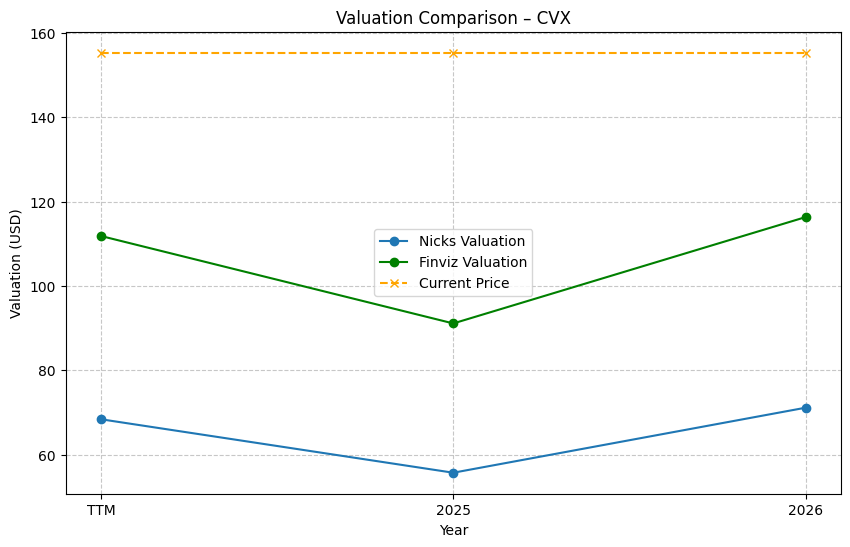 Valuation Comparison – CVX
160
140
120
100
80
60
Valuation (USD)
Nicks Valuation
Finviz Valuation
Current Price
TTM 2025 2026
Year